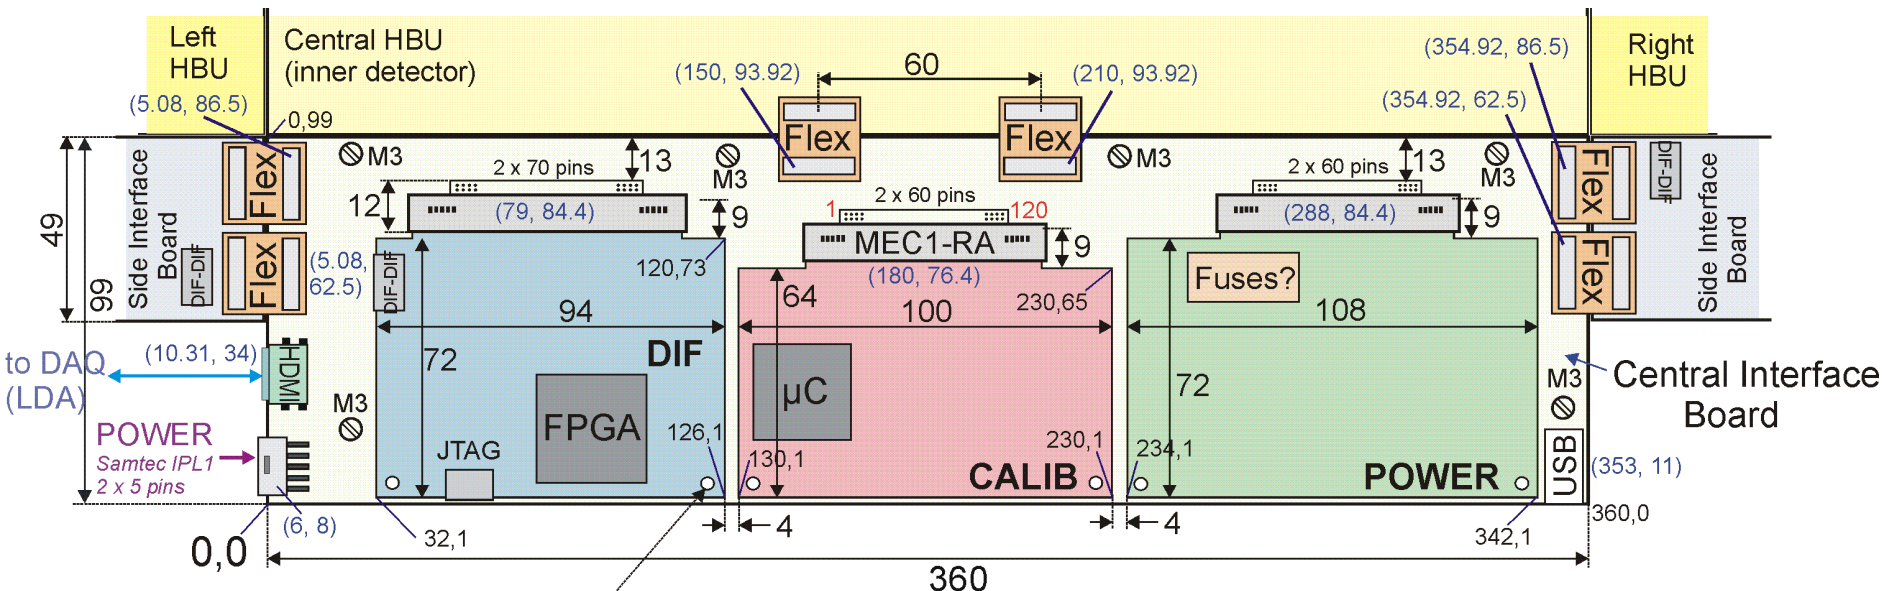 Left
HBU
Central HBU
(inner detector)
Right
HBU
(5.08, 86.5)
0,99
(150, 93.92)
60
(210, 93.92)
(354.92, 86.5)
(354.92, 62.5)
Flex
Flex
Flex
Flex
Flex
Flex
M3
M3
M3
M3
13
13
2 x 70 pins
2 x 60 pins
2 x 60 pins
1
120
12
9
9
9
(79, 84.4)
(288, 84.4)
MEC1-RA
(180, 76.4)
49
99
Side Interface
Board
DIF-DIF
DIF-DIF
Side Interface
Board
DIF-DIF
(5.08,
62.5)
120,73
64
230,65
Fuses?
94
100
108
72
72
DIF
to DAQ
(LDA)
(10.31, 34)
HDMI
M3
M3
FPGA
µC
Central Interface
Board
POWER
Samtec IPL1
2 x 5 pins
JTAG
126,1
130,1
230,1
234,1
CALIB
POWER
USB
(353, 11)
(6, 8)
0,0
32,1
4
4
342,1
360,0
360